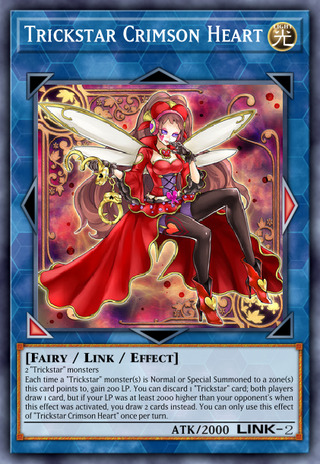 Trickstar Crimson Heart
LIGHT
光
[Fairy / Link / Effect]
2 "Trickstar" monsters
Each time a "Trickstar" monster(s) is Normal or Special Summoned to a zone(s)
this card points to, gain 200 LP. You can discard 1 "Trickstar" card; both players
draw 1 card, but if your LP was at least 2000 higher than your opponent's when
this effect was activated, you draw 2 cards instead. You can only use this effect
of "Trickstar Crimson Heart" once per turn.
ATK/2000 LINK-2